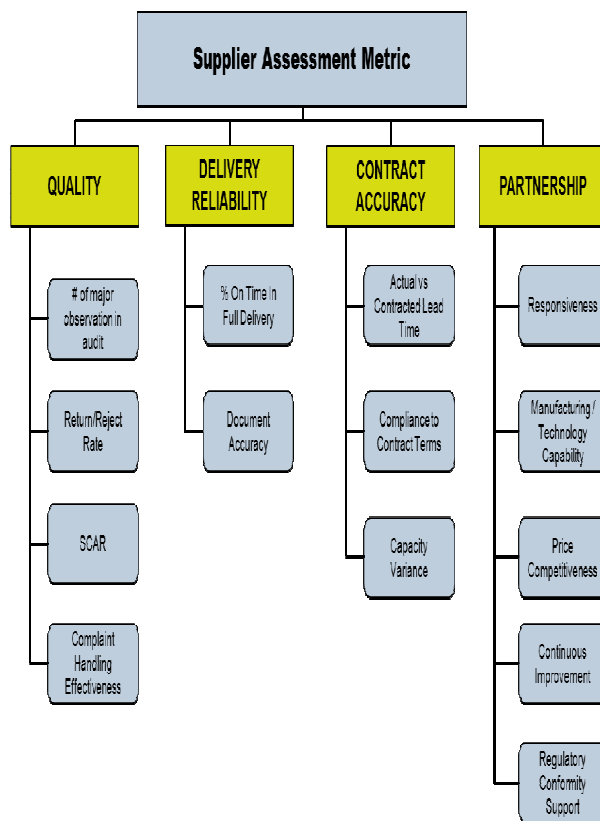 Supplier Assessment Metric
QUALITY
# of major
observation in
audit
Return/Reject
Rate
SCAR
Complaint
Handling
Effectiveness
DELIVERY
RELIABILITY
% On Time In
Full Delivery
Document
Accuracy
CONTRACT
ACCURACY
Actual vs
Contracted Lead
Time
Compliance to
Contract Terms
Capacity
Variance
PARTNERSHIP
Responsiveness
Manufacturing /
Technology
Capability
Price
Competitiveness
Continuous
Improvement
Regulatory
Conformity
Support